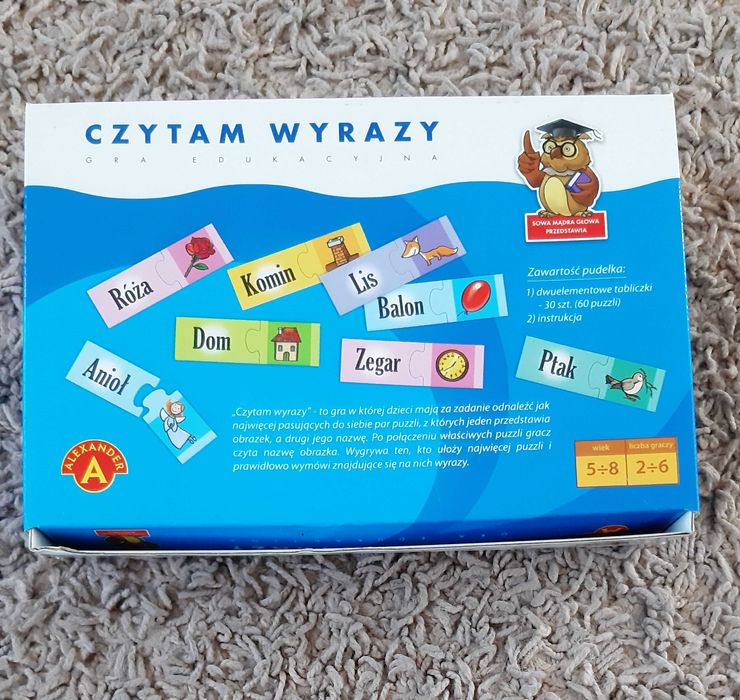 CZYTAM WYRAZY
GRA EDUKACYJNA
SOWA MĄDRA GŁOWA
PRZEDSTAWIA
Róża
Komin
Lis
Balon
Dom
Zegar
Ptak
Anioł
Zawartość pudełka:
1) dwuelementowe tabliczki
- 30 szt. (60 puzzli)
2) instrukcja
„Czytam wyrazy" - to gra w której dzieci mają za zadanie odnaleźć jak
najwięcej pasujących do siebie par puzzli, z których jeden przedstawia
obrazek, a drugi jego nazwę. Po połączeniu właściwych puzzli gracz
czyta nazwę obrazka. Wygrywa ten, kto ułoży najwięcej puzzli i
prawidłowo wymówi znajdujące się na nich wyrazy.
ALEXANDER
A
wiek
5÷8
liczba graczy
2÷6